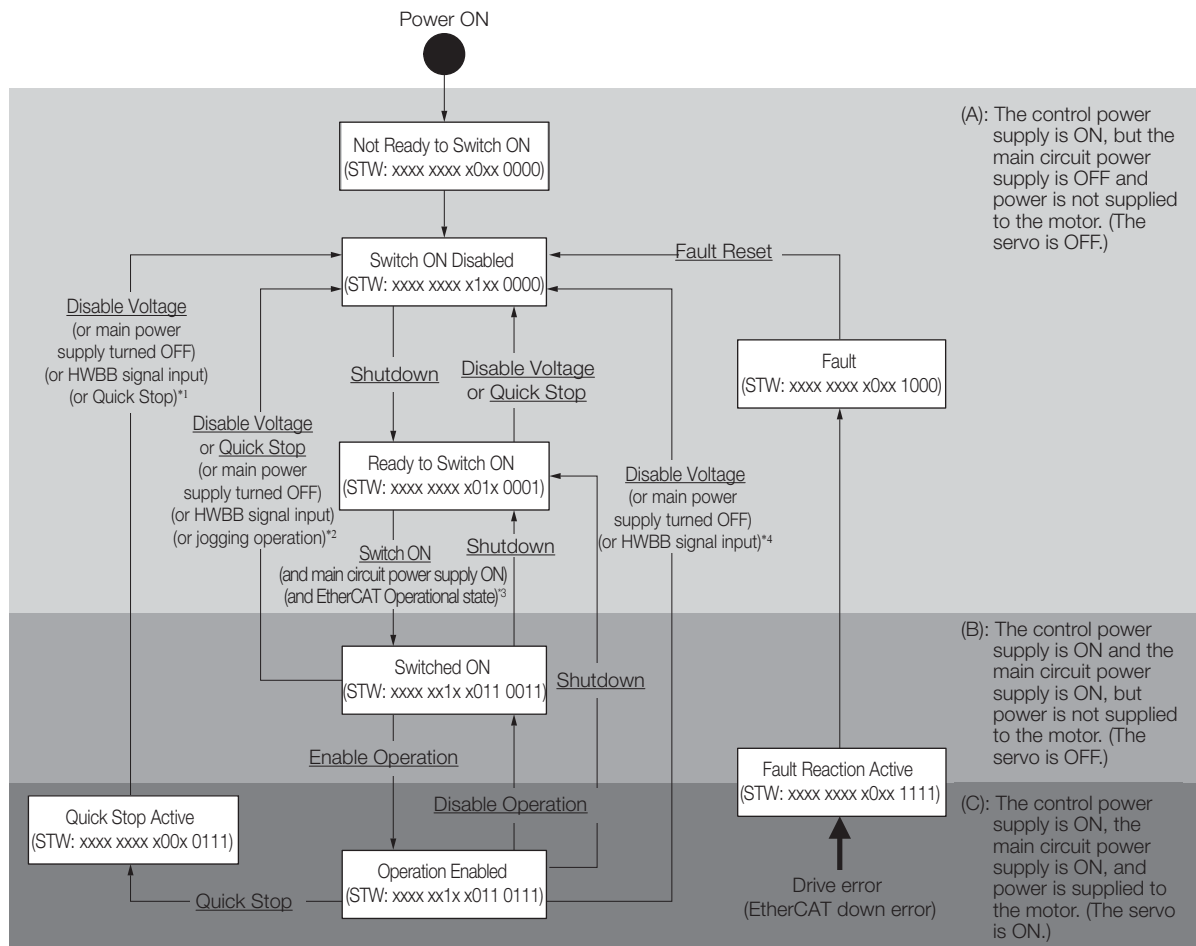 Power ON
(A): The control power
supply is ON, but the
main circuit power
supply is OFF and
power is not supplied
to the motor. (The
servo is OFF.)
Not Ready to Switch ON
(STW: xxxx xxxx x0xx 0000)
Switch ON Disabled
(STW: xxxx xxxx x1xx 0000)
Fault Reset
Disable Voltage
(or main power
supply turned OFF)
(or HWBB signal input)
(or Quick Stop)*1
Shutdown
Disable Voltage
or Quick Stop
Fault
(STW: xxxx xxxx x0xx 1000)
Disable Voltage
or Quick Stop
(or main power
supply turned OFF)
(or HWBB signal input)
(or jogging operation)*2
Ready to Switch ON
(STW: xxxx xxxx x01x 0001)
Disable Voltage
(or main power
supply turned OFF)
(or HWBB signal input)*4
Switch ON
(and main circuit power supply ON)
(and EtherCAT Operational state)*3
Shutdown
(B): The control power
supply is ON and the
main circuit power
supply is ON, but
power is not supplied
to the motor. (The
servo is OFF.)
Switched ON
(STW: xxxx xx1x x011 0011)
Shutdown
Enable Operation
Disable Operation
Fault Reaction Active
(STW: xxxx xxxx x0xx 1111)
Quick Stop Active
(STW: xxxx xxxx x00x 0111)
(C): The control power
supply is ON, the
main circuit power
supply is ON, and
power is supplied to
the motor. (The servo
is ON.)
Operation Enabled
(STW: xxxx xx1x x011 0111)
Quick Stop
Drive error
(EtherCAT down error)